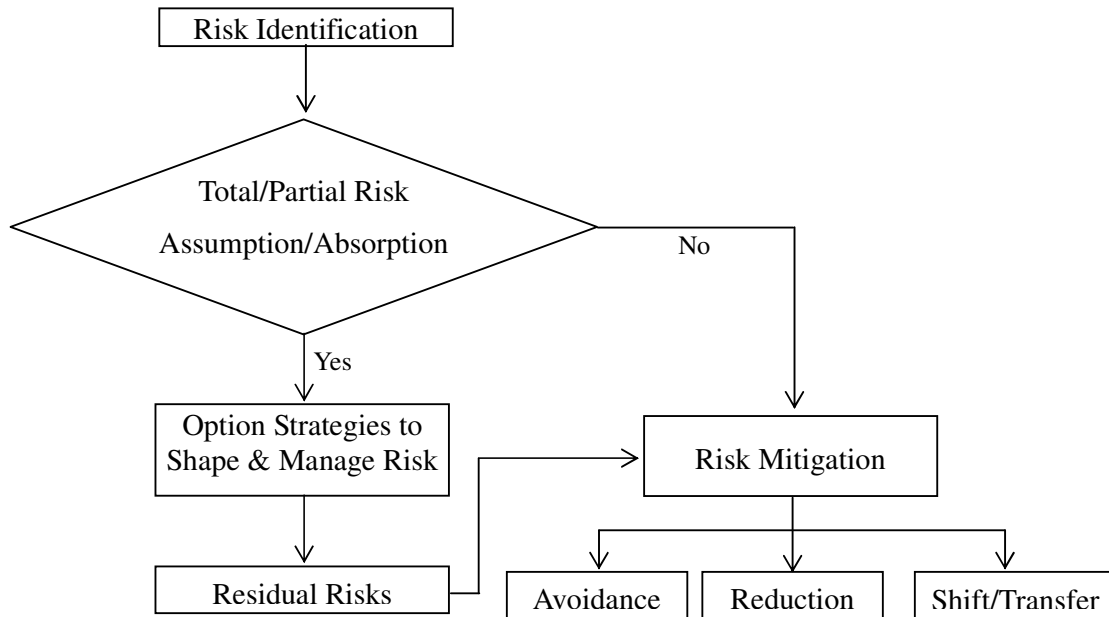 Risk Identification
Total/Partial Risk
Assumption/Absorption
No
Yes
Option Strategies to
Shape & Manage Risk
Risk Mitigation
Residual Risks
Avoidance
Reduction
Shift/Transfer